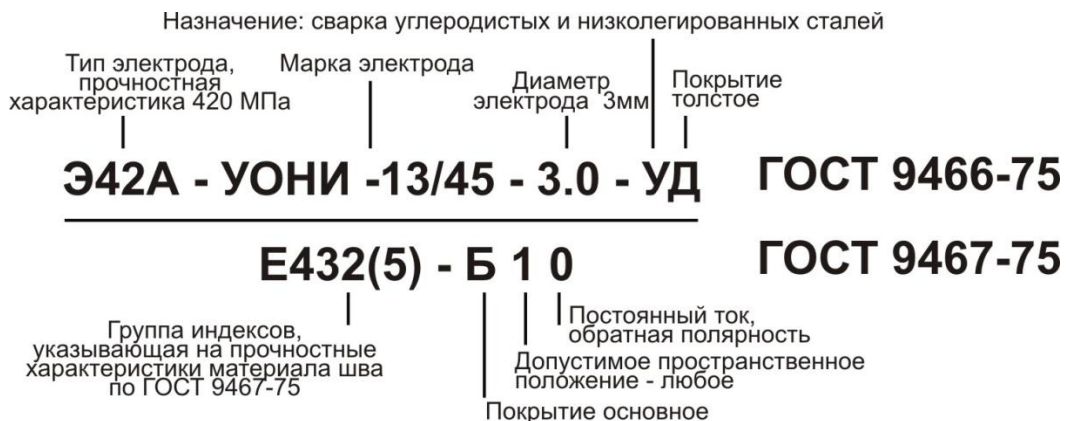 Назначение: сварка углеродистых и низколегированных сталей
Тип электрода,
прочностная
характеристика 420 МПа
Марка электрода
Диаметр
электрода 3мм
Покрытие
толстое
Э42А - УОНИ -13/45 - 3.0 - УД
ГОСТ 9466-75
Е432(5) - Б 1 0
ГОСТ 9467-75
Группа индексов,
указывающая на прочностные
характеристики материала шва
по ГОСТ 9467-75
Постоянный ток,
обратная полярность
Допустимое пространственное
положение - любое
Покрытие основное